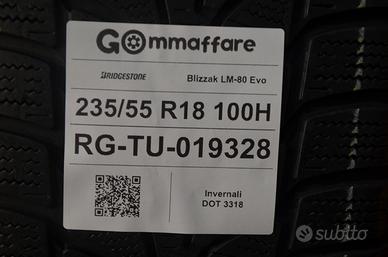 GOmmaffare
BRIDGESTONE
Blizzak LM-80 Evo
235/55 R18 100H
RG-TU-019328
Invernali
DOT 3318
subito